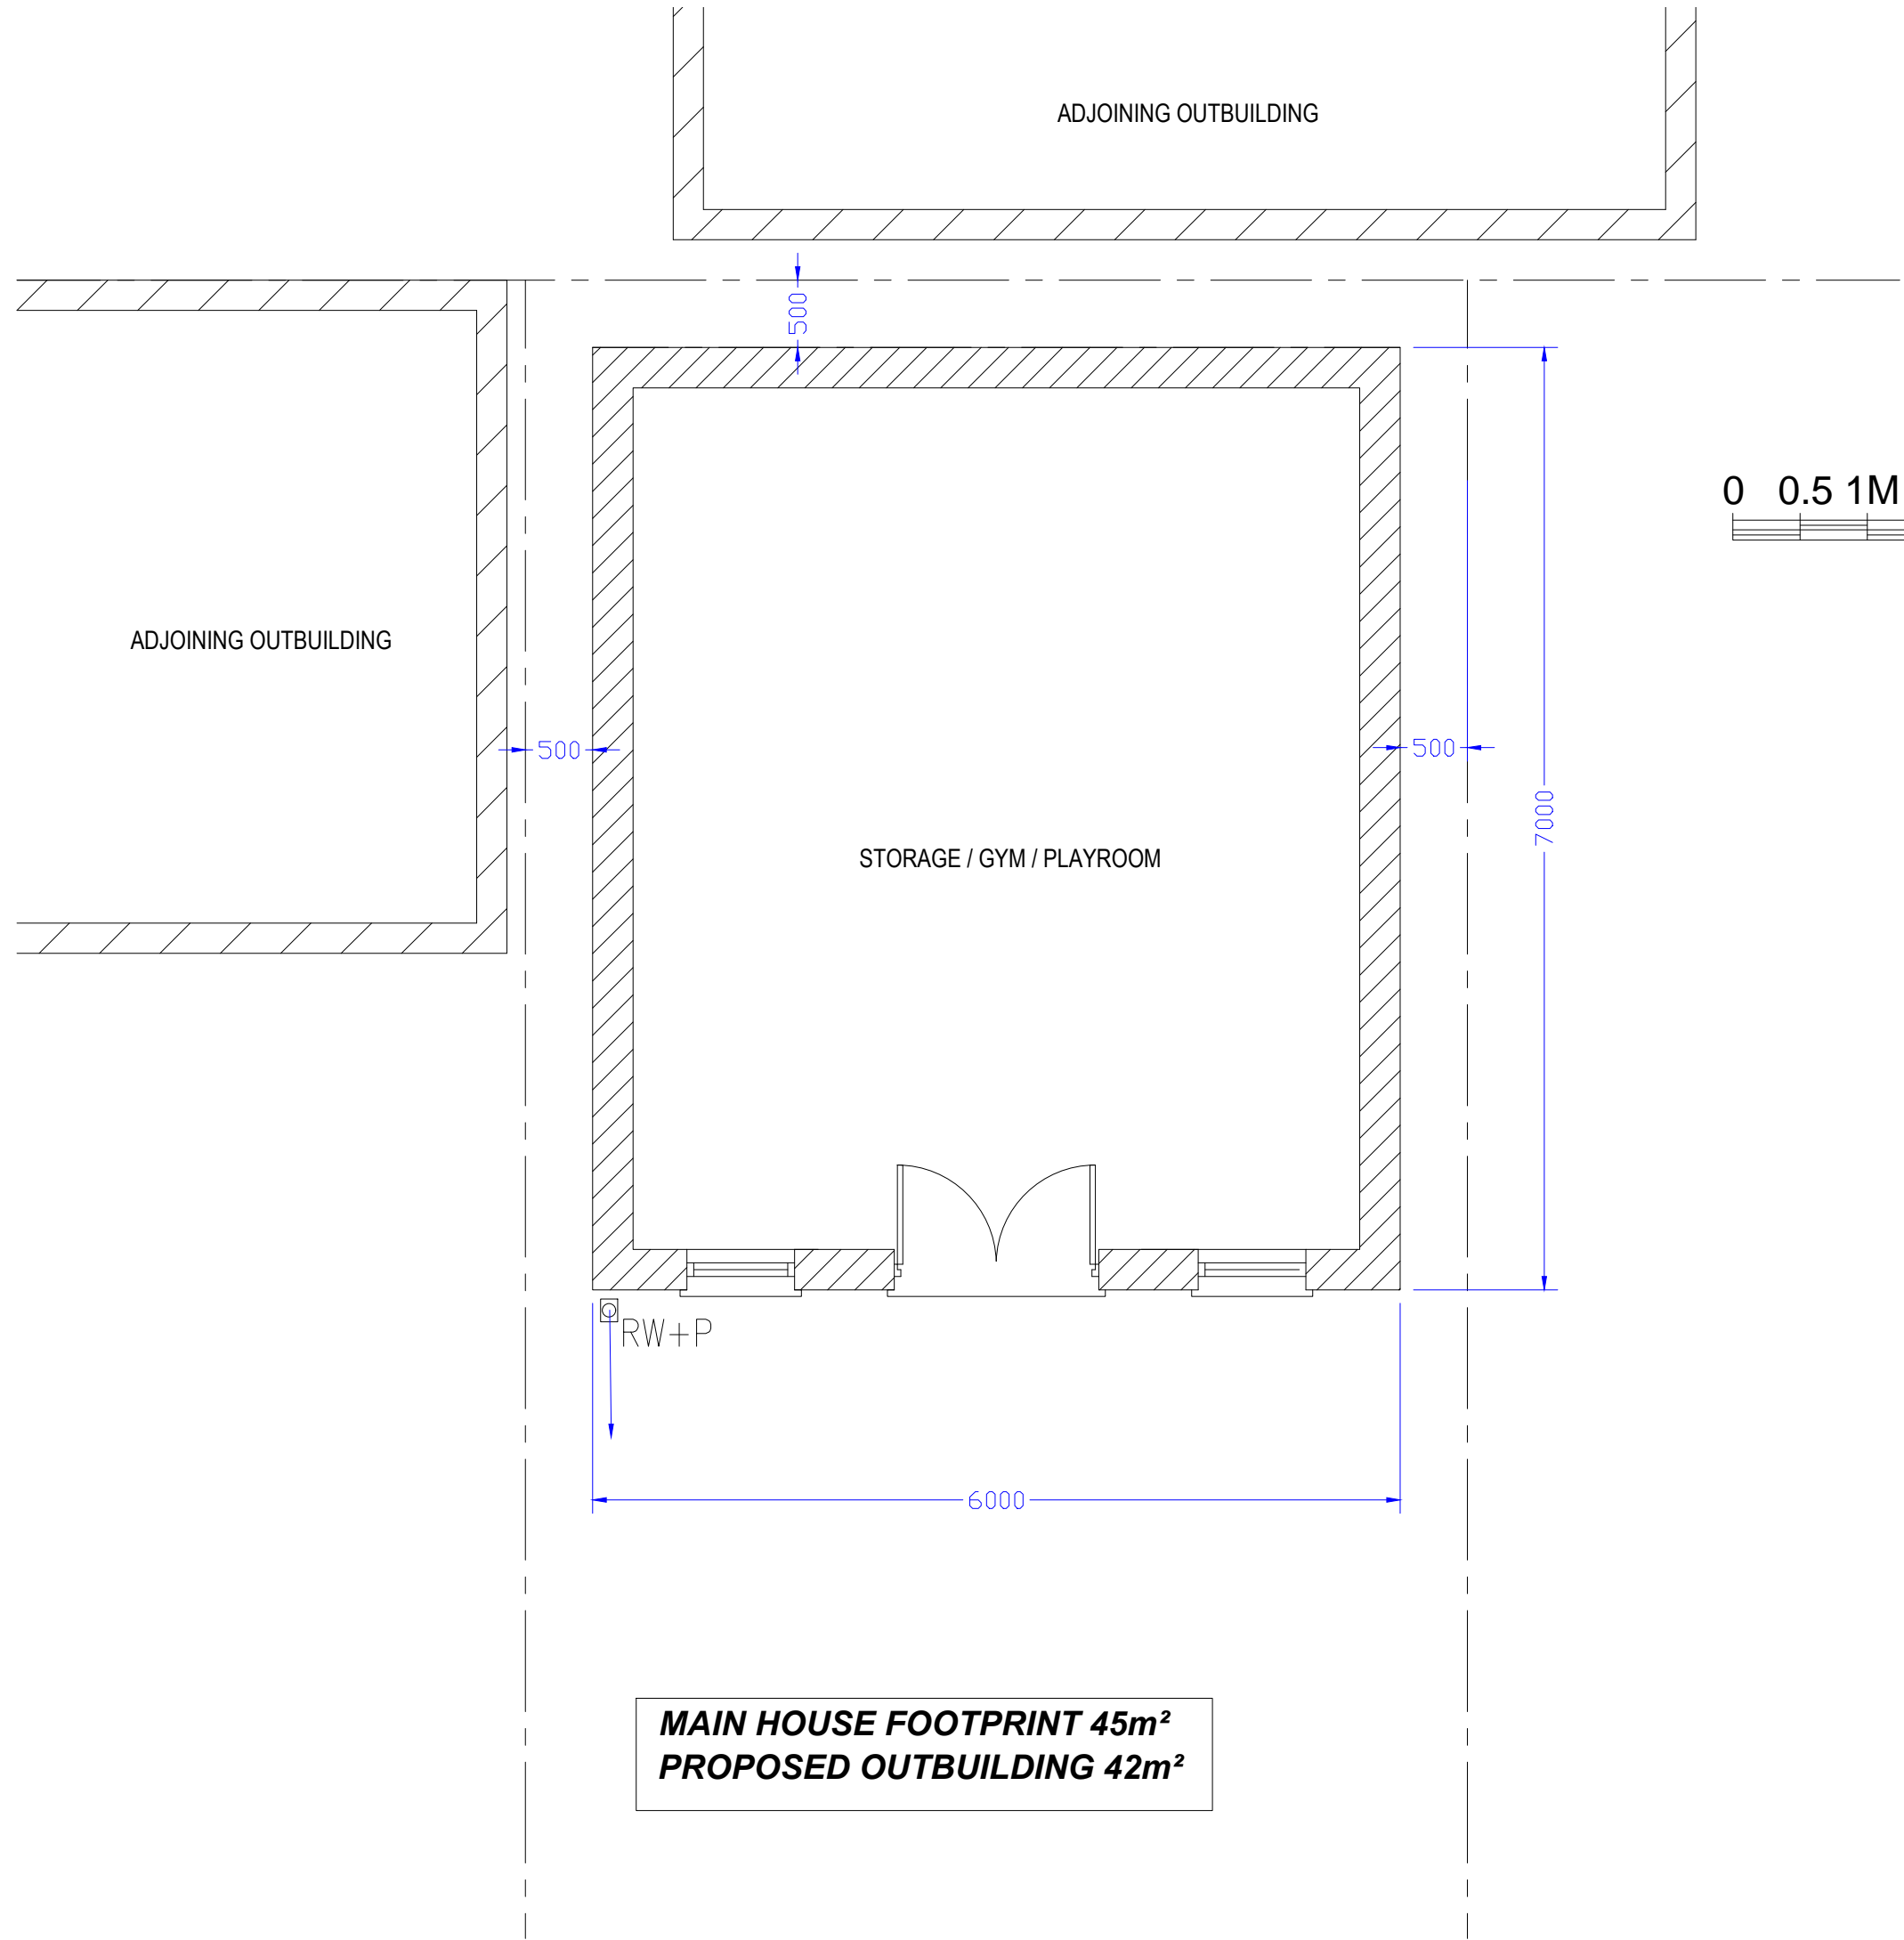 ADJOINING OUTBUILDING
500
0 0.5 1M
ADJOINING OUTBUILDING
500
500
7000
STORAGE / GYM / PLAYROOM
RW+P
6000
MAIN HOUSE FOOTPRINT 45m²
PROPOSED OUTBUILDING 42m²